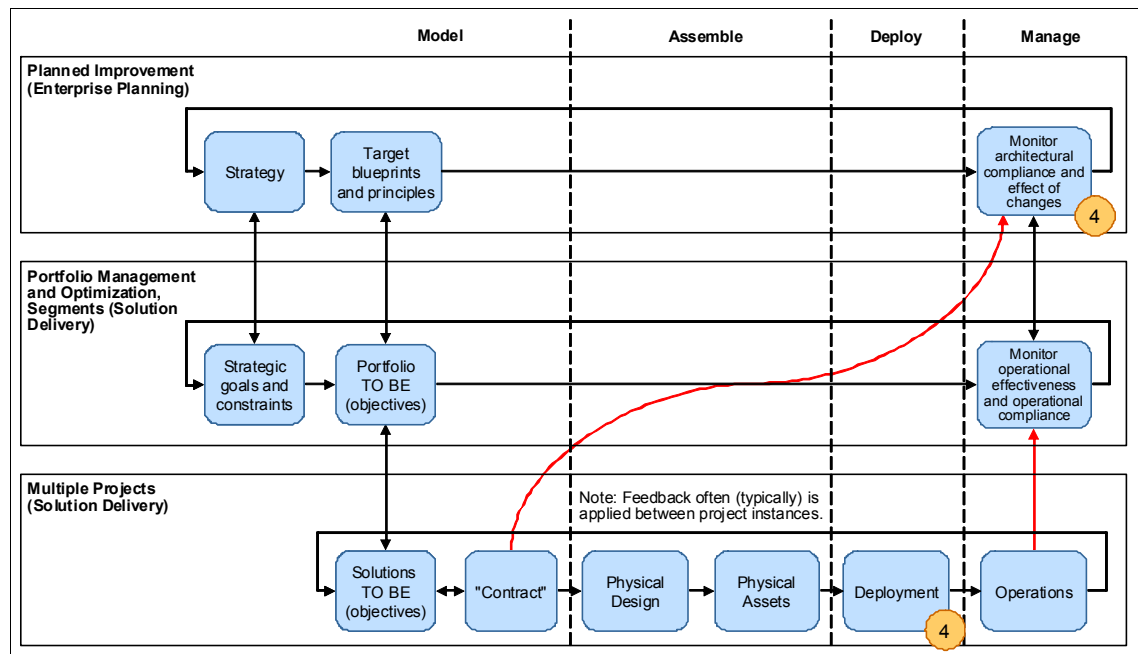 Model
Assemble
Deploy
Manage
Planned Improvement
(Enterprise Planning)
Strategy
Target
blueprints
and principles
Monitor
architectural
compliance and
effect of
changes
4
Portfolio Management
and Optimization,
Segments (Solution
Delivery)
Strategic
goals and
constraints
Portfolio
TO BE
(objectives)
Monitor
operational
effectiveness
and operational
compliance
Multiple Projects
(Solution Delivery)
Note: Feedback often (typically) is
applied between project instances.
Solutions
TO BE
(objectives)
"Contract"
Physical
Design
Physical
Assets
Deployment
4
Operations